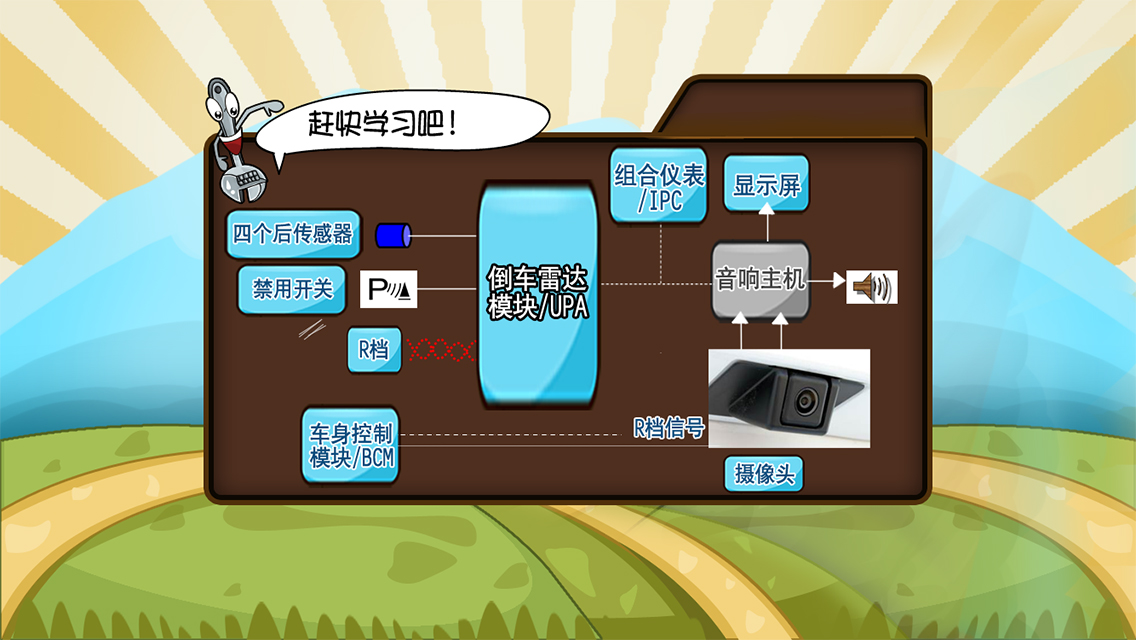 赶快学习吧！
组合仪表
/IPC
显示屏
四个后传感器
禁用开关
P
倒车雷达
模块/UPA
音响主机
R档
车身控制
模块/BCM
R档信号
摄像头